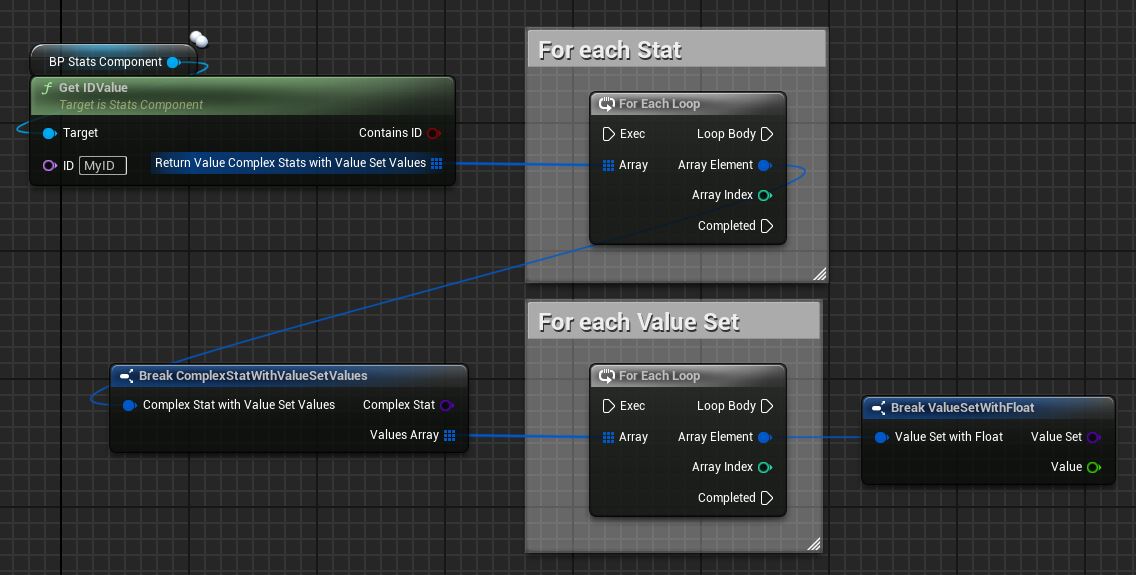 BP Stats Component
f Get IDValue
Target is Stats Component
Target
Contains ID
ID MyID
Return Value Complex Stats with Value Set Values
For each Stat
For Each Loop
Exec
Loop Body
Array
Array Element
Array Index
Completed
Break ComplexStatWithValueSetValues
Complex Stat with Value Set Values
Complex Stat
Values Array
For each Value Set
For Each Loop
Exec
Loop Body
Array
Array Element
Array Index
Completed
Break ValueSetWithFloat
Value Set with Float
Value Set
Value